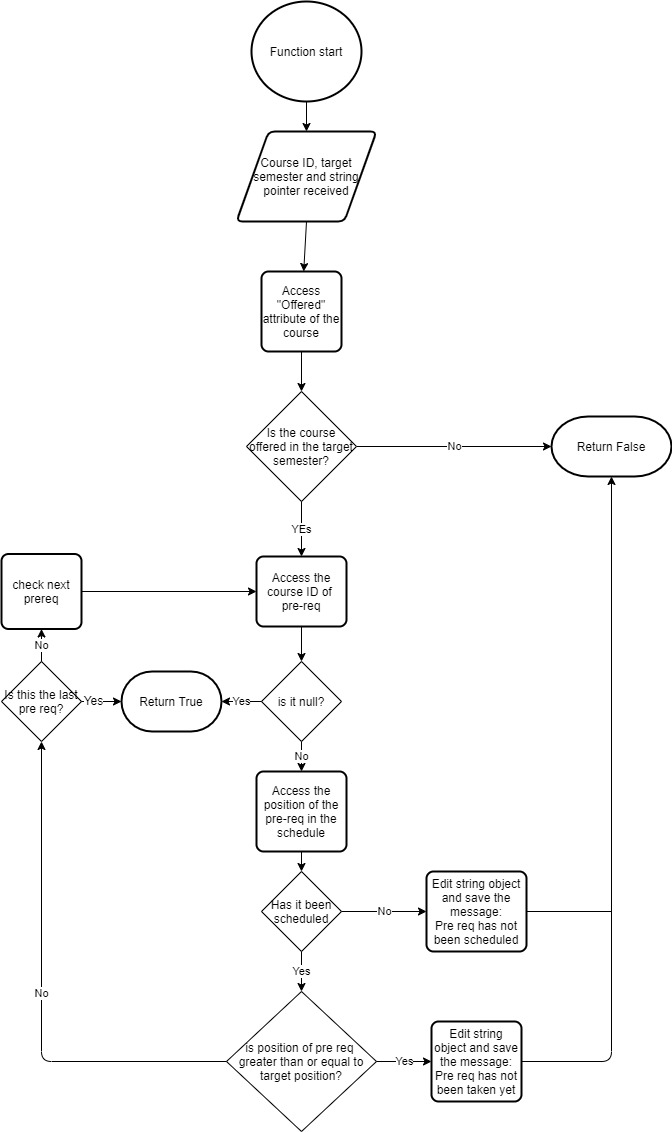 Function start
Course ID, target
semester and string
pointer received
Access
"Offered"
attribute of the
course
Is the course
offered in the target
semester?
No
Return False
YEs
check next
prereq
Access the
course ID of
pre-req
No
Is this the last
pre req?
Yes
Return True
Yes
is it null?
No
Access the
position of the
pre-req in the
schedule
Has it been
scheduled
No
Edit string object
and save the
message:
Pre req has not
been scheduled
Yes
No
is position of pre req
greater than or equal to
target position?
Yes
Edit string
object and save
the message:
Pre req has not
been taken yet